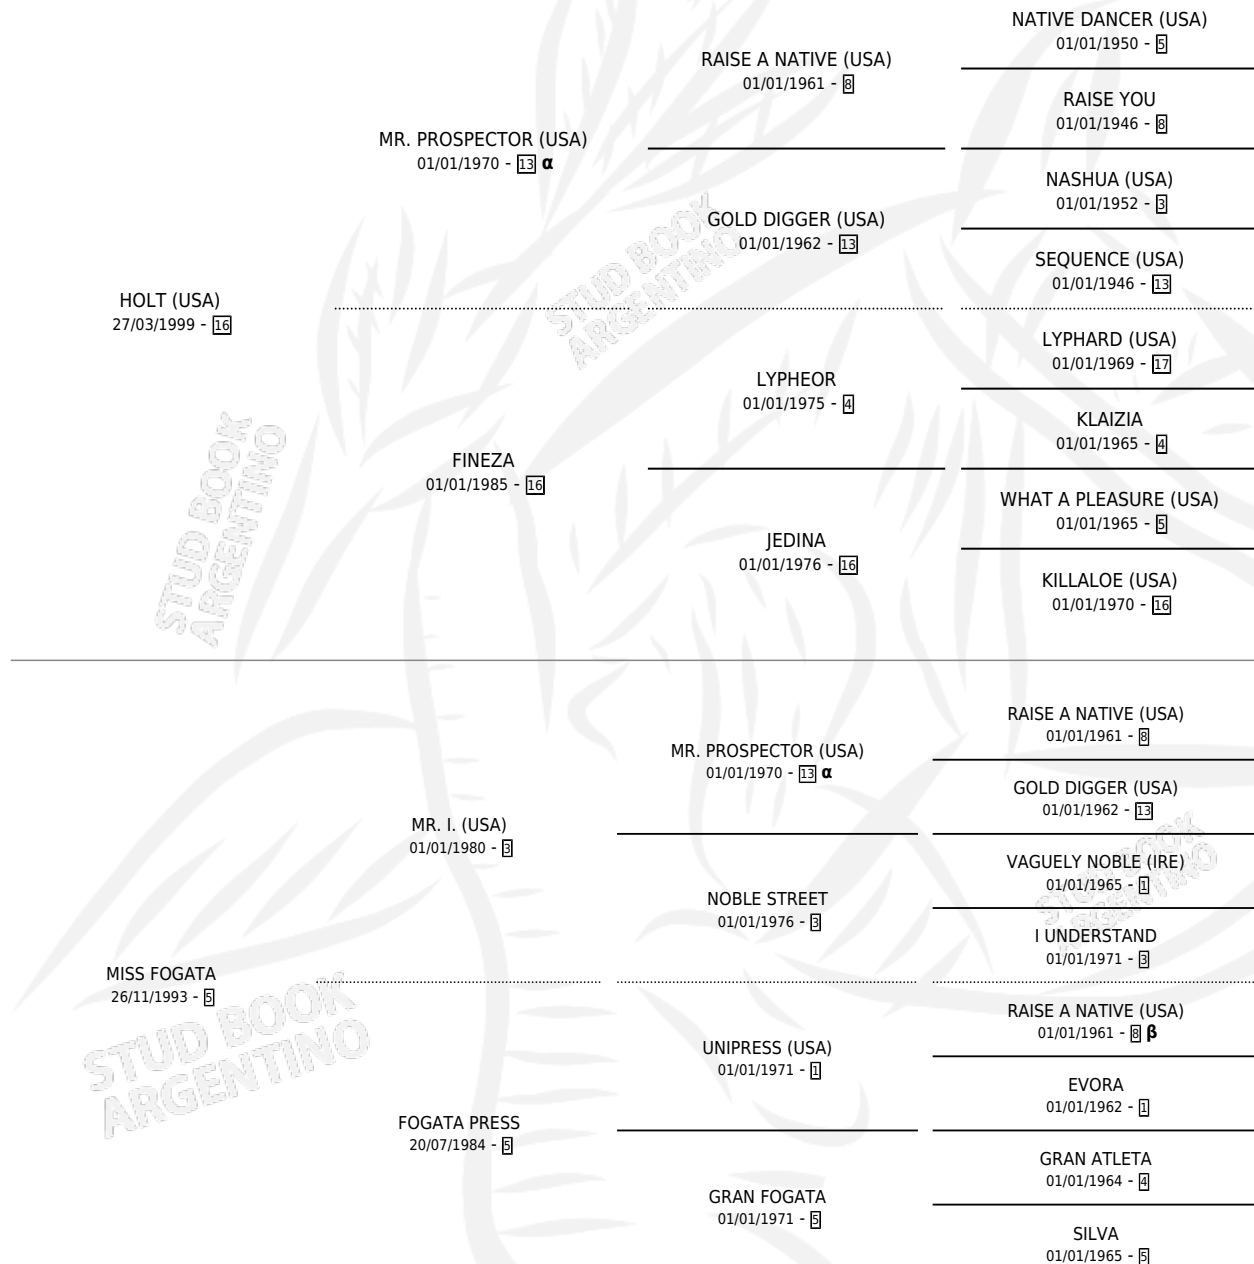 NATIVE DANCER (USA)
01/01/1950 - 5
RAISE A NATIVE (USA)
01/01/1961 - 8
RAISE YOU
01/01/1946 - 8
MR. PROSPECTOR (USA)
01/01/1970 - 13 α
NASHUA (USA)
01/01/1952 - 3
GOLD DIGGER (USA)
01/01/1962 - 13
SEQUENCE (USA)
01/01/1946 - 13
HOLT (USA)
27/03/1999 - 16
LYPHARD (USA)
01/01/1969 - 17
LYPHEOR
01/01/1975 - 4
KLAIZIA
01/01/1965 - 4
FINEZA
01/01/1985 - 16
WHAT A PLEASURE (USA)
01/01/1965 - 5
JEDINA
01/01/1976 - 16
KILLALOE (USA)
01/01/1970 - 16
RAISE A NATIVE (USA)
01/01/1961 - 8
MR. PROSPECTOR (USA)
01/01/1970 - 13 α
GOLD DIGGER (USA)
01/01/1962 - 13
MR. I. (USA)
01/01/1980 - 3
VAGUELY NOBLE (IRE)
01/01/1965 - 1
NOBLE STREET
01/01/1976 - 3
I UNDERSTAND
01/01/1971 - 3
MISS FOGATA
26/11/1993 - 5
RAISE A NATIVE (USA)
01/01/1961 - 8 β
UNIPRESS (USA)
01/01/1971 - 1
EVORA
01/01/1962 - 1
FOGATA PRESS
20/07/1984 - 5
GRAN ATLETA
01/01/1964 - 4
GRAN FOGATA
01/01/1971 - 5
SILVA
01/01/1965 - 5
STUD BOOK
ARGENTINO
STUD BOOK
ARGENTINO
STUD BOOK
ARGENTINO
STUD BOOK
ARGENTINO